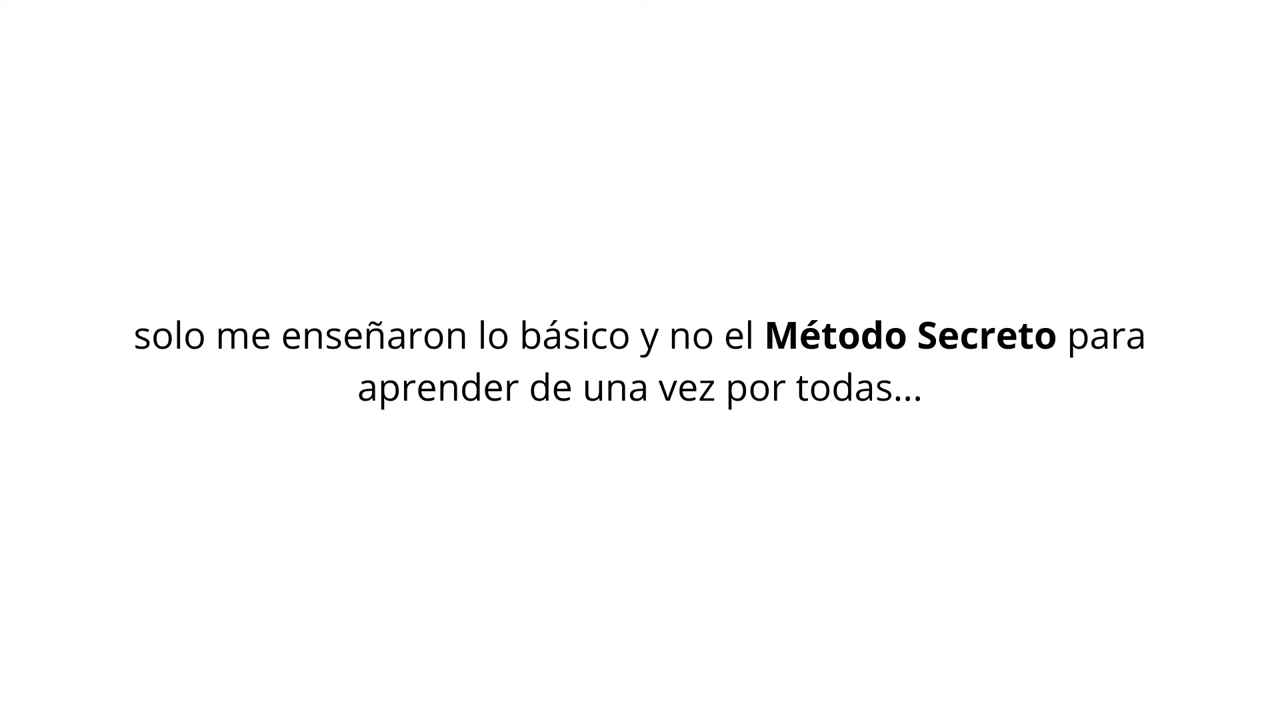 solo me enseñaron lo básico y no el Método Secreto para
aprender de una vez por todas...